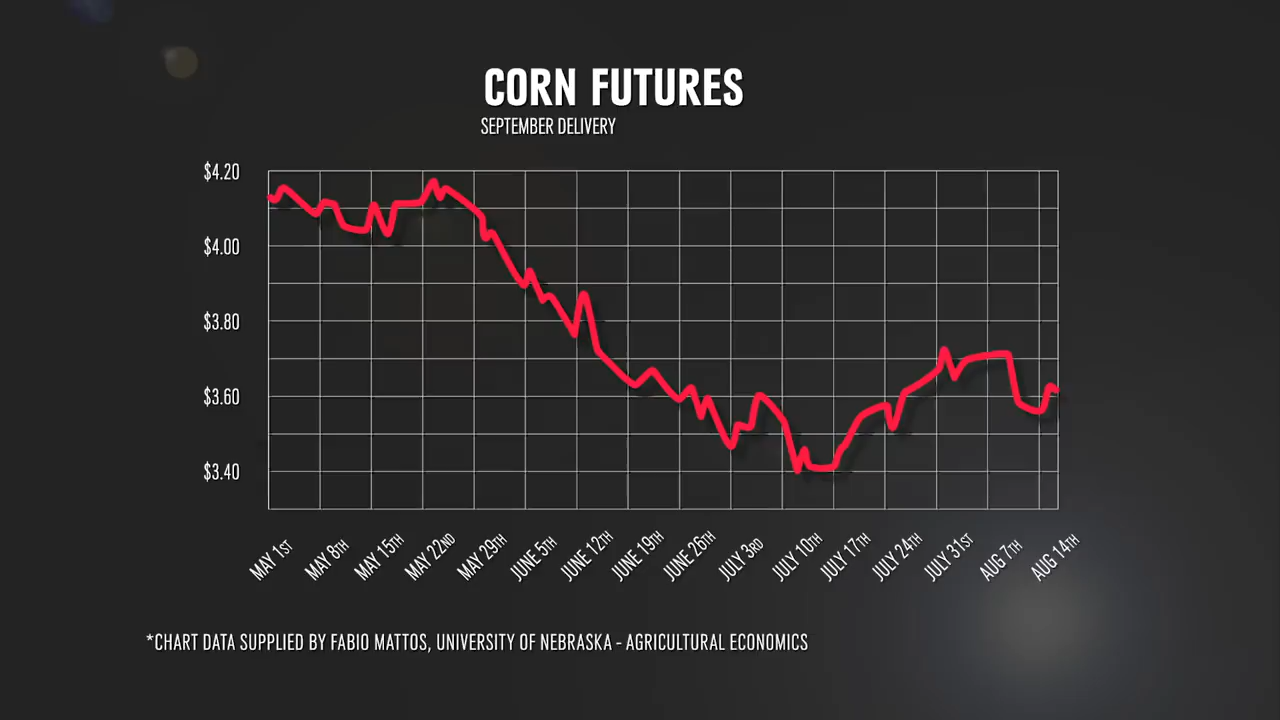 CORN FUTURES
SEPTEMBER DELIVERY
$4.20
$4.00
$3.80
$3.60
$3.40
MAY 1ST
MAY 8TH
MAY 15TH
MAY 22ND
MAY 29TH
JUNE 5TH
JUNE 12TH
JUNE 19TH
JUNE 26TH
JULY 3RD
JULY 10TH
JULY 17TH
JULY 24TH
JULY 31ST
AUG 7TH
AUG 14TH
*CHART DATA SUPPLIED BY FABIO MATTOS, UNIVERSITY OF NEBRASKA - AGRICULTURAL ECONOMICS